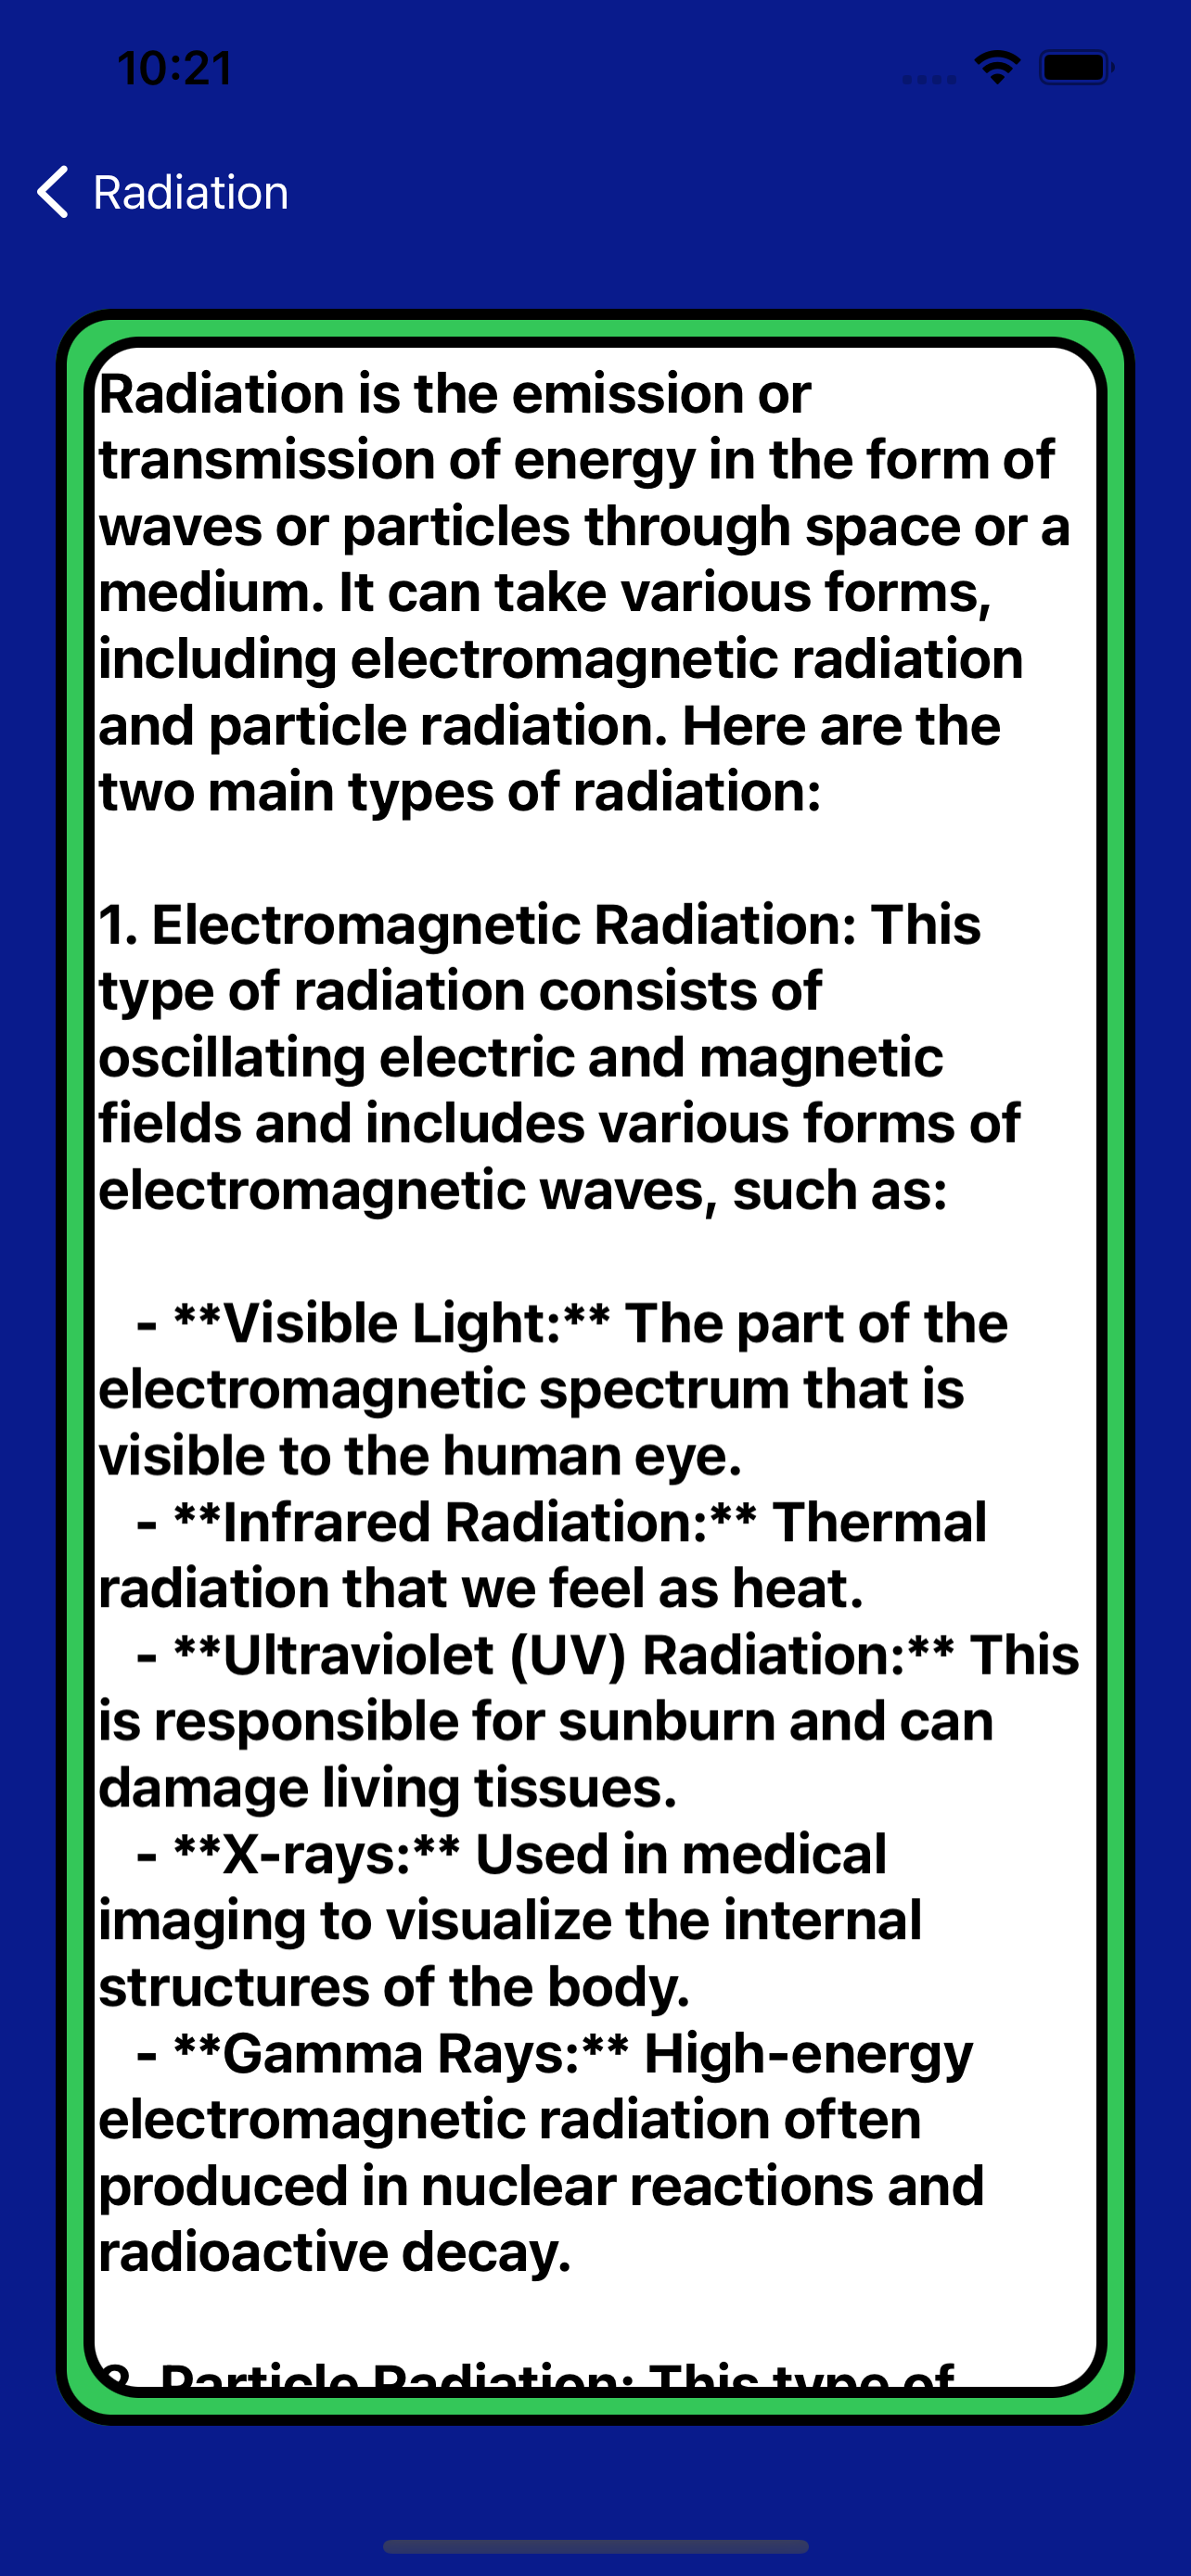 10:21
Radiation
Radiation is the emission or
transmission of energy in the form of
waves or particles through space or a
medium. It can take various forms,
including electromagnetic radiation
and particle radiation. Here are the
two main types of radiation:
1. Electromagnetic Radiation: This
type of radiation consists of
oscillating electric and magnetic
fields and includes various forms of
electromagnetic waves, such as:
- **Visible Light:** The part of the
electromagnetic spectrum that is
visible to the human eye.
- **Infrared Radiation:** Thermal
radiation that we feel as heat.
- **Ultraviolet (UV) Radiation:** This
is responsible for sunburn and can
damage living tissues.
- **X-rays:** Used in medical
imaging to visualize the internal
structures of the body.
- **Gamma Rays:** High-energy
electromagnetic radiation often
produced in nuclear reactions and
radioactive decay.
2. Particle Radiation: This type of